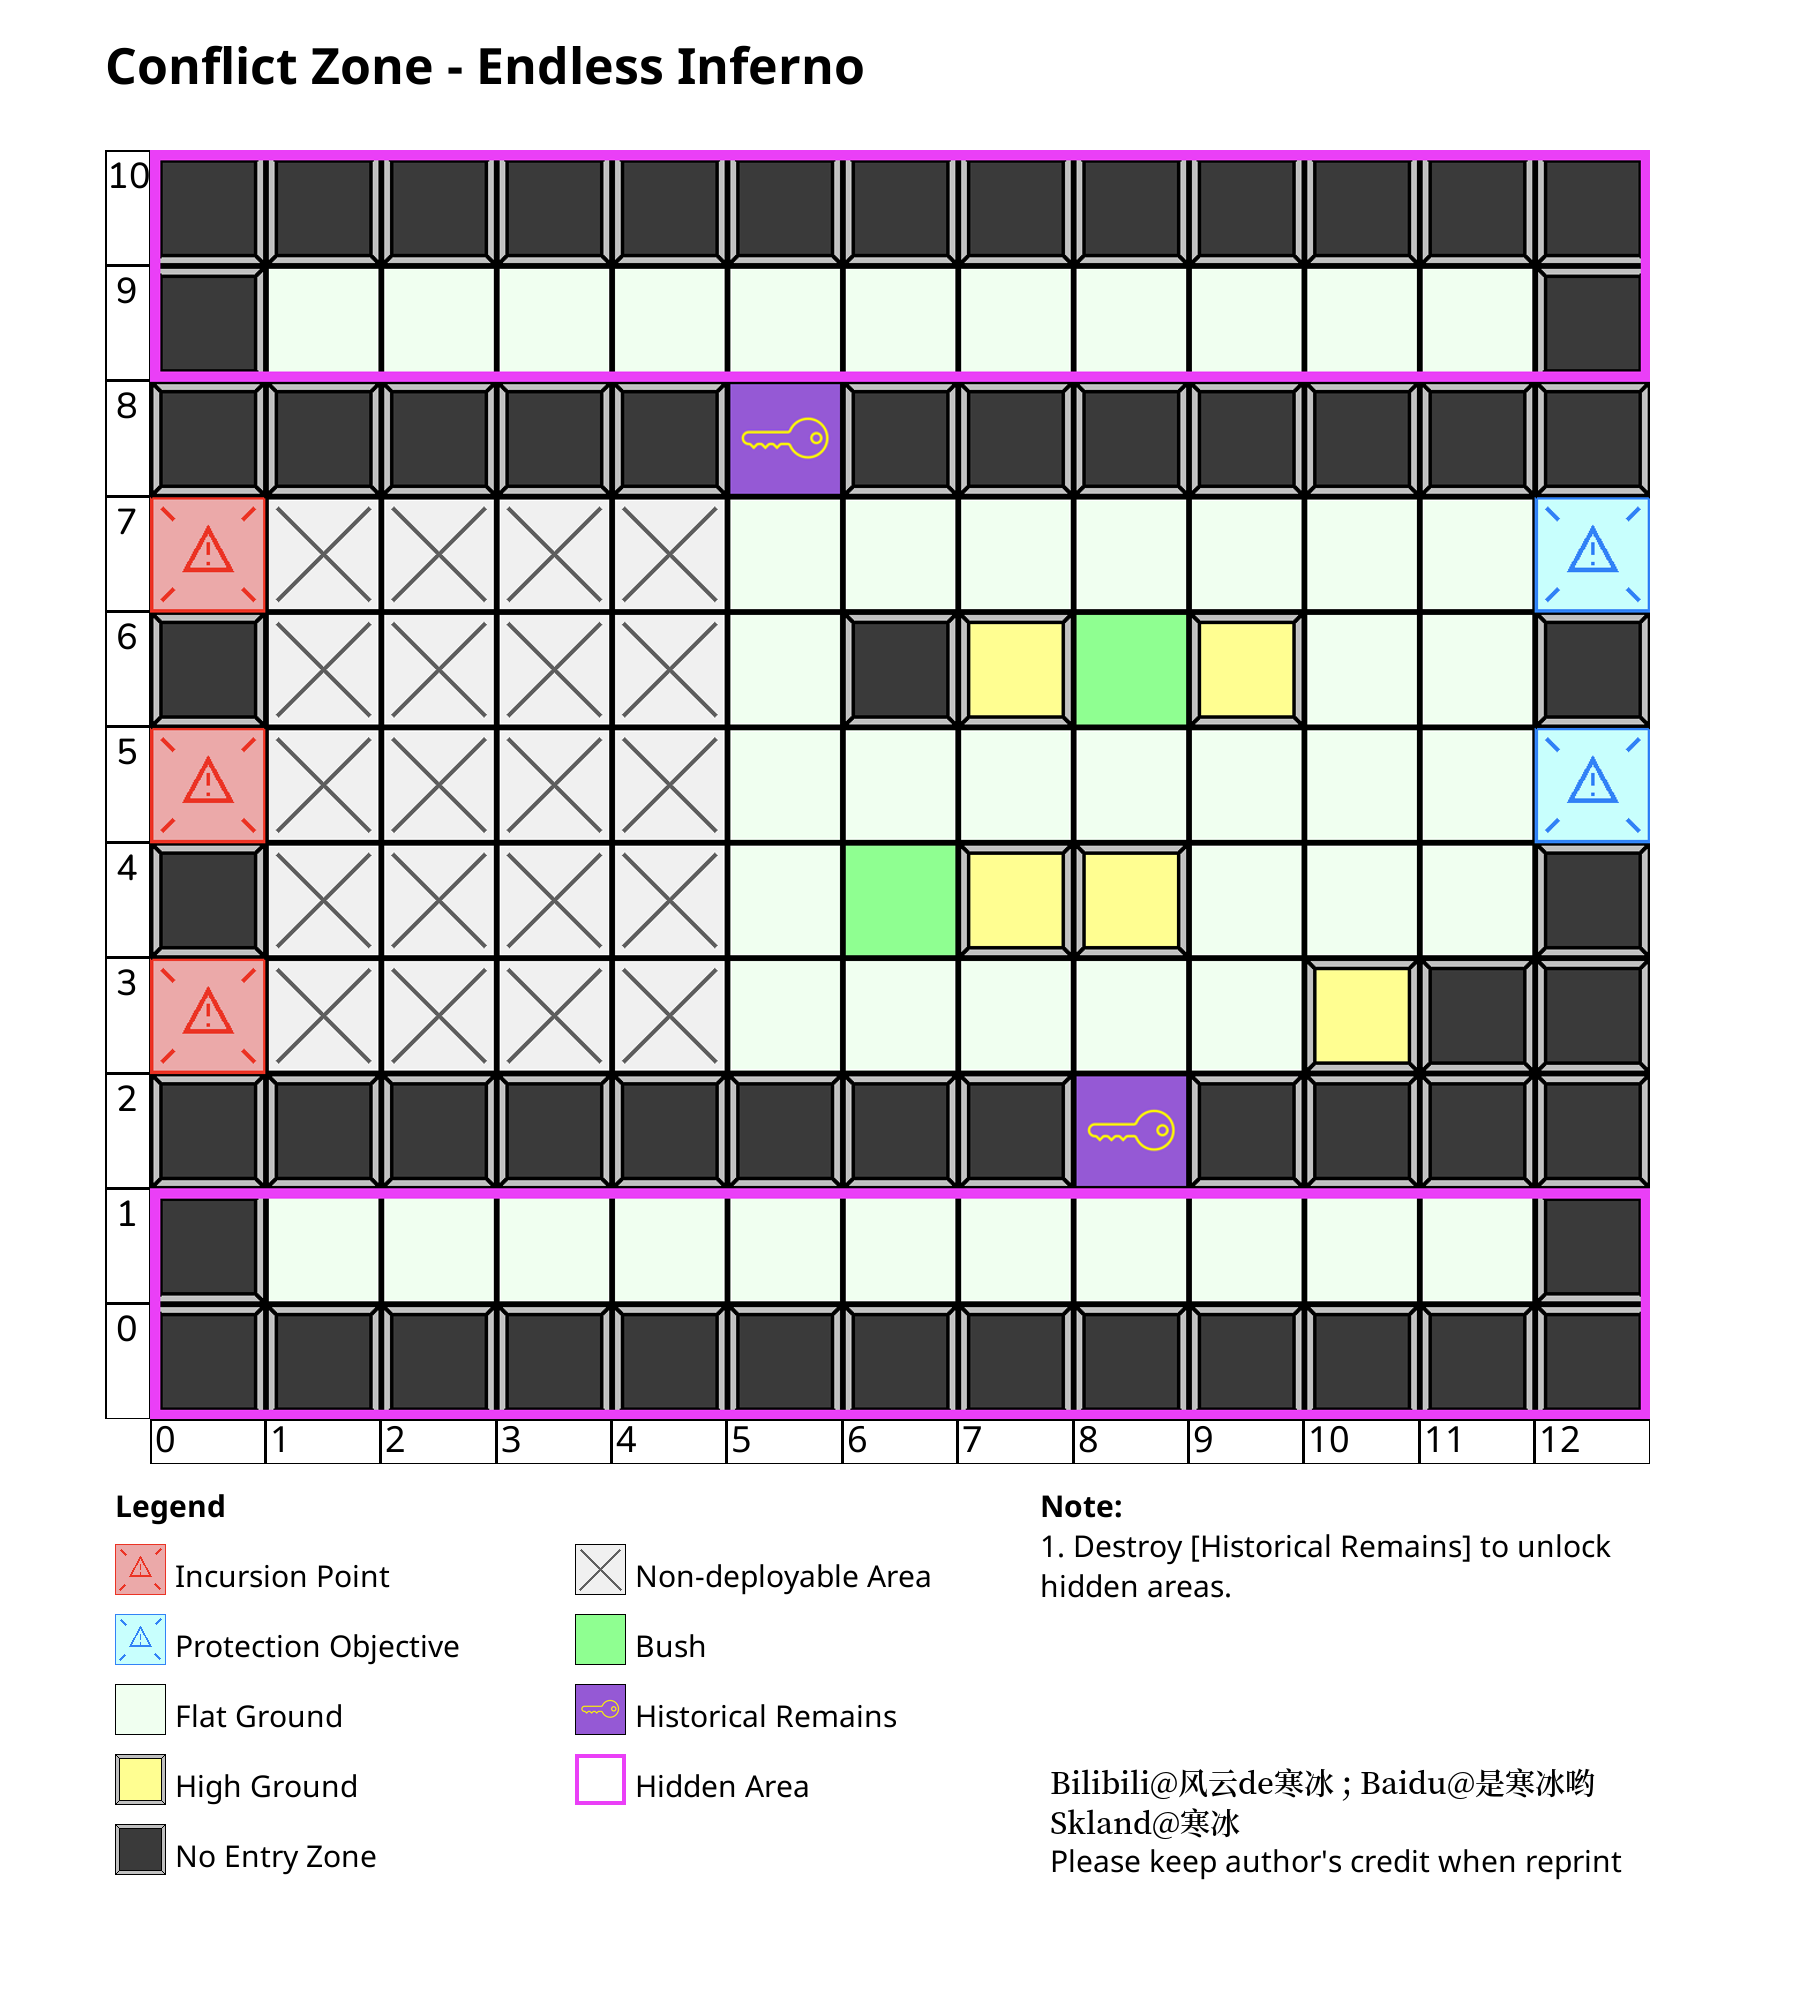 Conflict Zone - Endless Inferno
10
9
8
7
6
5
4
3
2
1
0
0 1 2 3 4 5 6 7 8 9 10 11 12
Legend
Incursion Point
Protection Objective
Flat Ground
High Ground
No Entry Zone
Non-deployable Area
Bush
Historical Remains
Hidden Area
Note:
1. Destroy [Historical Remains] to unlock
hidden areas.
Bilibili@风云de寒冰 ; Baidu@是寒冰哟
Skland@寒冰
Please keep author's credit when reprint